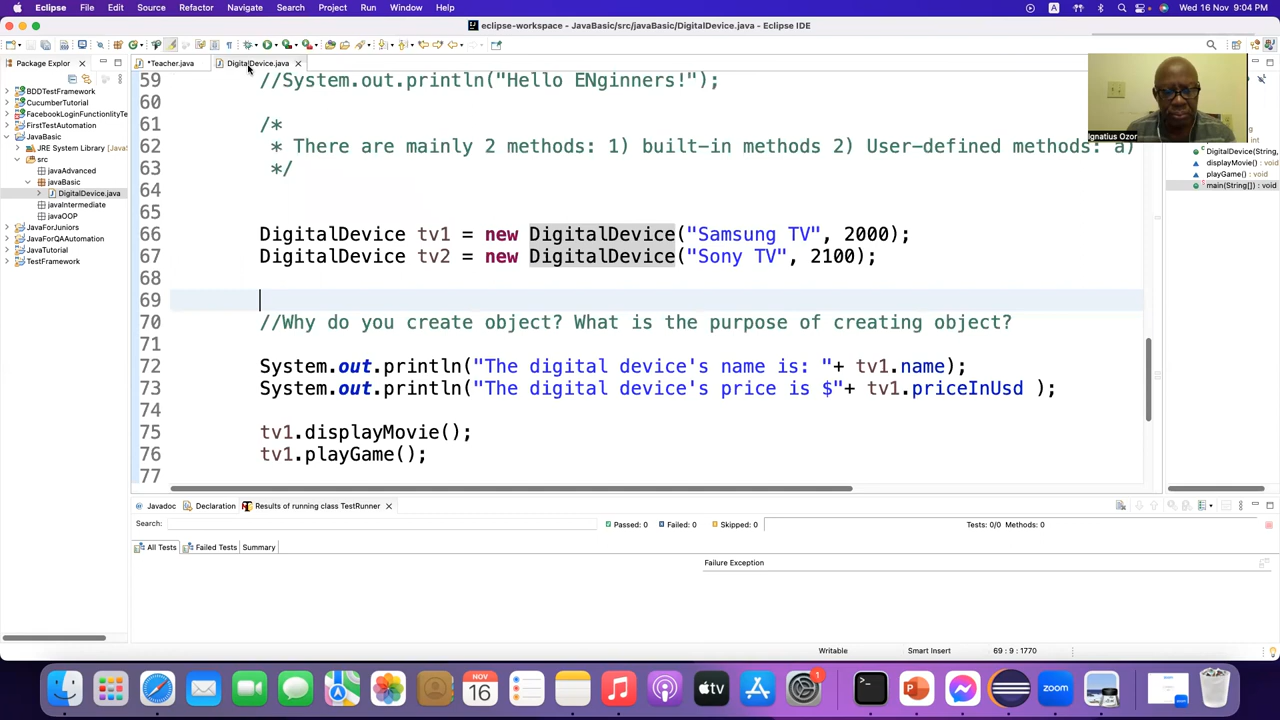 Eclipse File Edit Source Refactor Navigate Search Project Run Window Help
Wed 16 Nov 9:04 PM
eclipse-workspace - JavaBasic/src/javaBasic/DigitalDevice.java - Eclipse IDE
Package Explorer
*Teacher.java
DigitalDevice.java
BDDTestFramework
CucumberTutorial
FacebookLoginFunctionlityTe
FirstTestAutomation
JavaBasic
JRE System Library [Java
src
javaAdvanced
javaBasic
DigitalDevice.java
javaIntermediate
javaOOP
JavaForJuniors
JavaForQAAutomation
JavaTutorial
TestFramework
59 //System.out.println("Hello ENginners!");
60
61 /*
62 * There are mainly 2 methods: 1) built-in methods 2) User-defined methods: a)
63 */
64
65
66 DigitalDevice tv1 = new DigitalDevice("Samsung TV", 2000);
67 DigitalDevice tv2 = new DigitalDevice("Sony TV", 2100);
68
69
70 //Why do you create object? What is the purpose of creating object?
71
72 System.out.println("The digital device's name is: "+ tv1.name);
73 System.out.println("The digital device's price is $"+ tv1.priceInUsd );
74
75 tv1.displayMovie();
76 tv1.playGame();
77
Ignatius Ozor
DigitalDevice(String,
displayMovie() : void
playGame() : void
main(String[]) : void
Javadoc
Declaration
Results of running class TestRunner
Search:
Passed: 0
Failed: 0
Skipped: 0
Tests: 0/0 Methods: 0
All Tests
Failed Tests
Summary
Failure Exception
Writable
Smart Insert
69 : 9 : 1770
NOV
16
tv
1
zoom